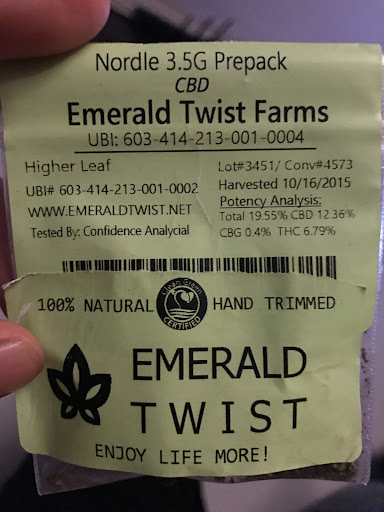 Nordle 3.5G Prepack
CBD
Emerald Twist Farms
UBI: 603-414-213-001-0004
Higher Leaf
UBI# 603-414-213-001-0002
WWW.EMERALDTWIST.NET
Tested By: Confidence Analycial
Lot#3451/ Conv#4573
Harvested 10/16/2015
Potency Analysis:
Total 19.55% CBD 12.36%
CBG 0.4% THC 6.79%
100% NATURAL
Clean Green
CERTIFIED
HAND TRIMMED
EMERALD
TWIST
ENJOY LIFE MORE!